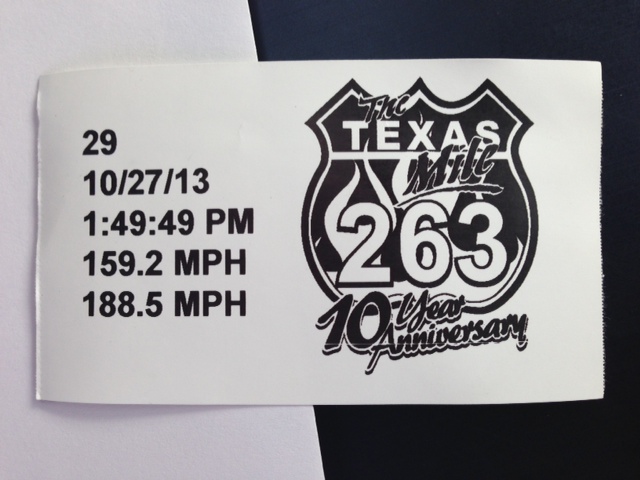 29
10/27/13
1:49:49 PM
159.2 MPH
188.5 MPH
The
TEXAS
Mile
263
10 Year
Anniversary